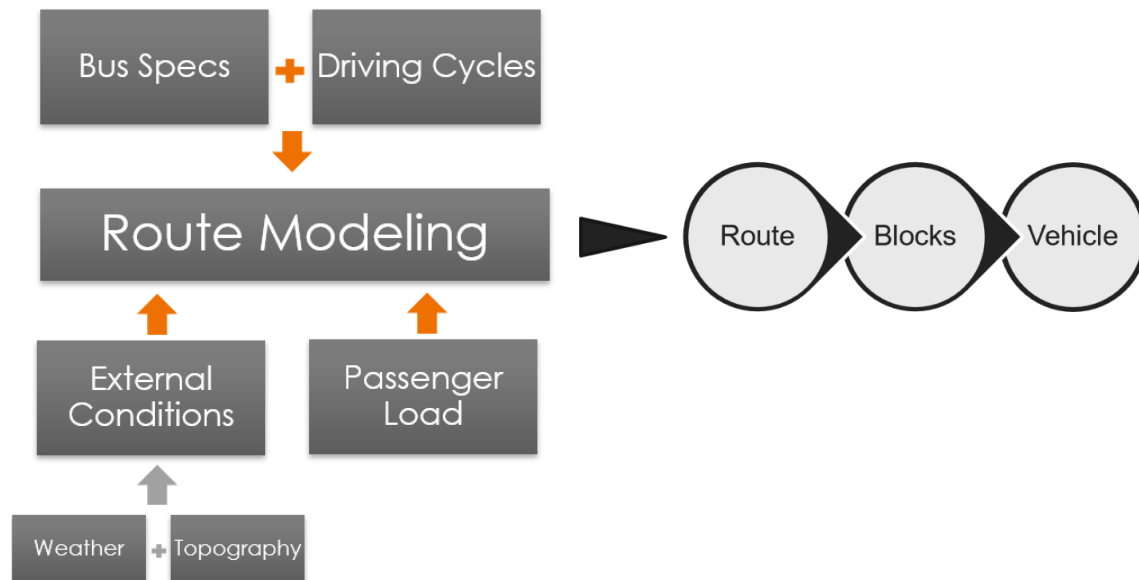 Bus Specs
Driving Cycles
Route Modeling
Route
Blocks
Vehicle
External
Conditions
Passenger
Load
Weather
Topography